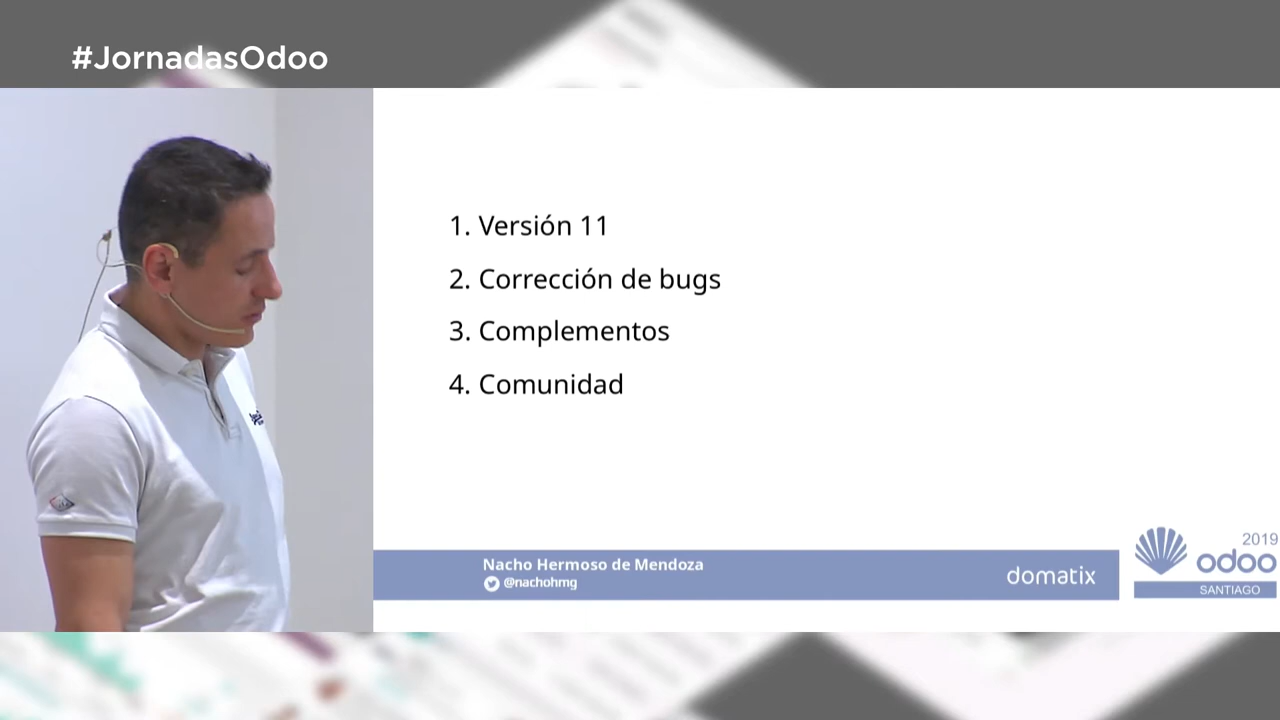 #JornadasOdoo
1. Versión 11
2. Corrección de bugs
3. Complementos
4. Comunidad
Nacho Hermoso de Mendoza
@nachohmg
domatix
2019
odoo
SANTIAGO